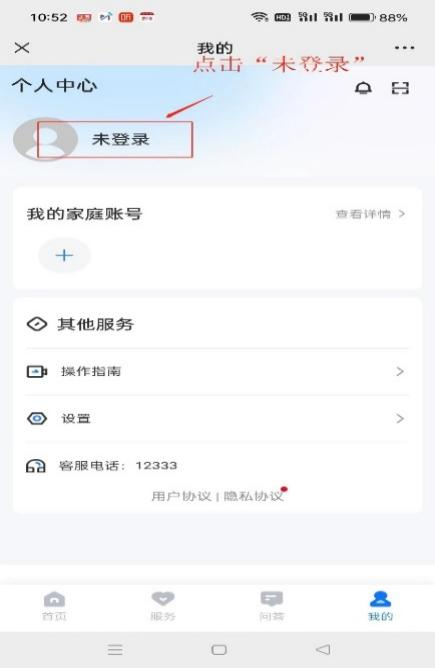 10:52
HD1 5G 5G 88%
我的
点击“未登录”
个人中心
未登录
我的家庭账号
查看详情 >
其他服务
操作指南
设置
客服电话：12333
用户协议 | 隐私协议
首页 服务 问答 我的